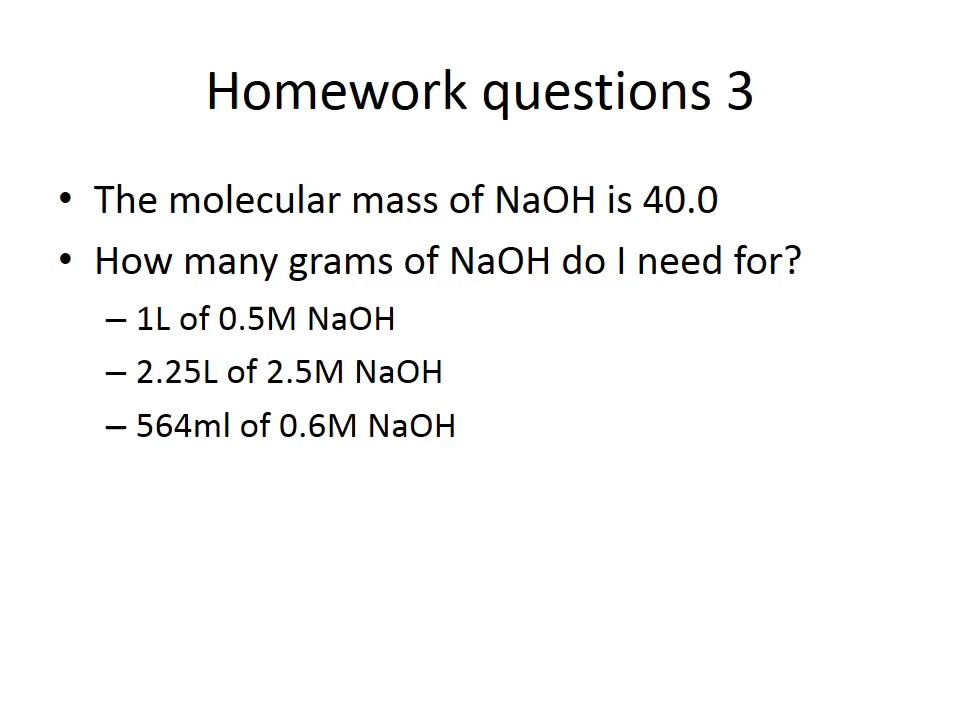 Homework questions 3
• The molecular mass of NaOH is 40.0
• How many grams of NaOH do I need for?
– 1L of 0.5M NaOH
– 2.25L of 2.5M NaOH
– 564ml of 0.6M NaOH